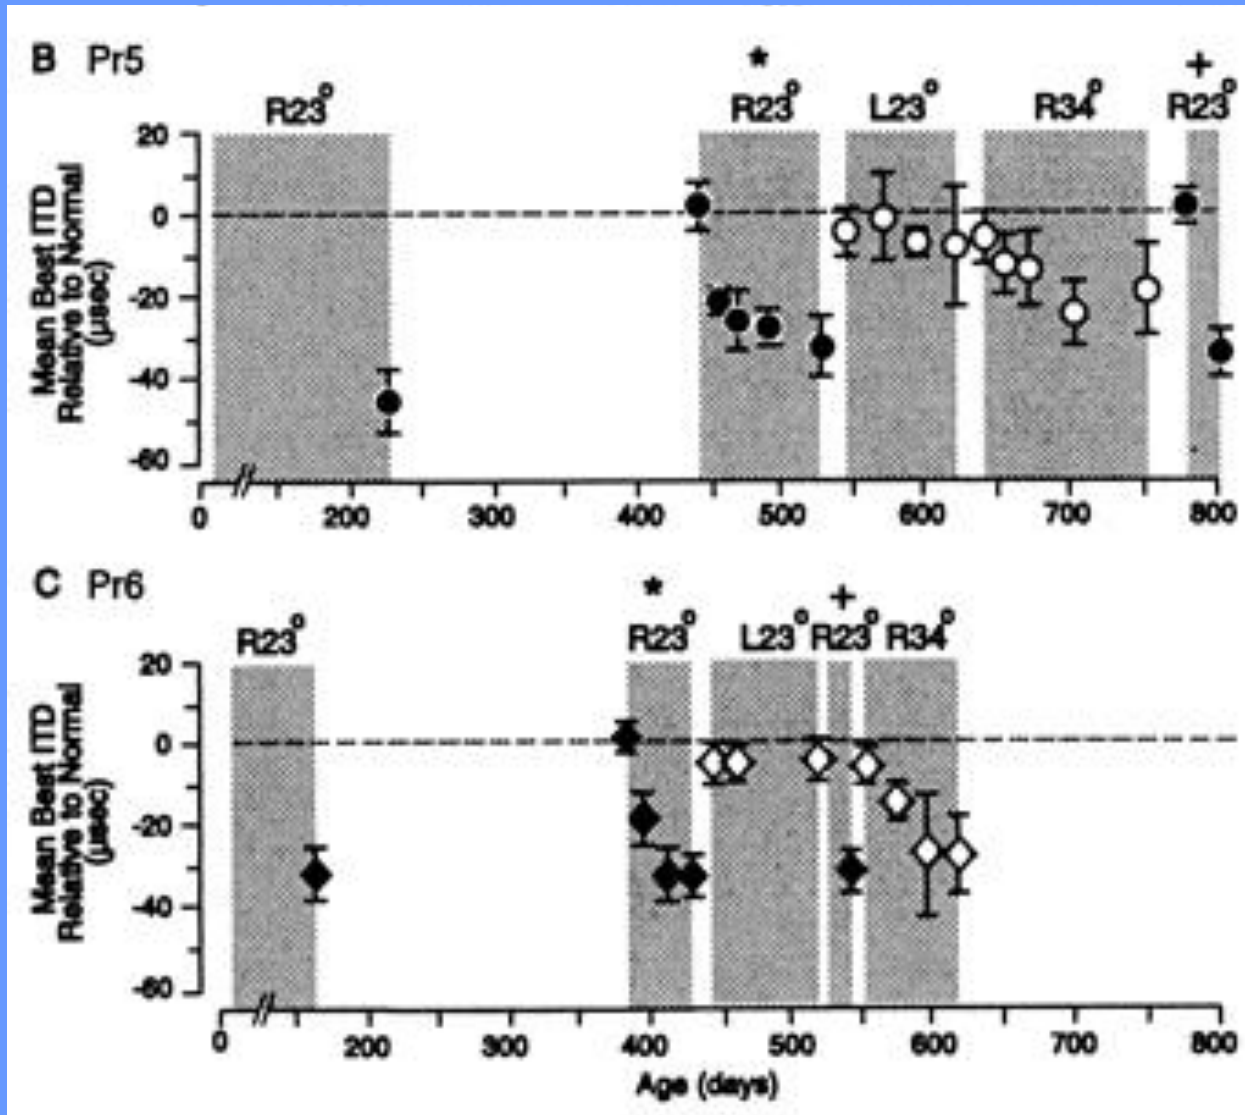 B Pr5
* +
R23° R23° L23° R34° R23°
20
0
-20
-40
-60
Mean Best ITD
Relative to Normal
(µsec)
0 200 300 400 500 600 700 800
C Pr6
* +
R23° R23° L23° R23° R34°
20
0
-20
-40
-60
Mean Best ITD
Relative to Normal
(µsec)
0 200 300 400 500 600 700 800
Age (days)